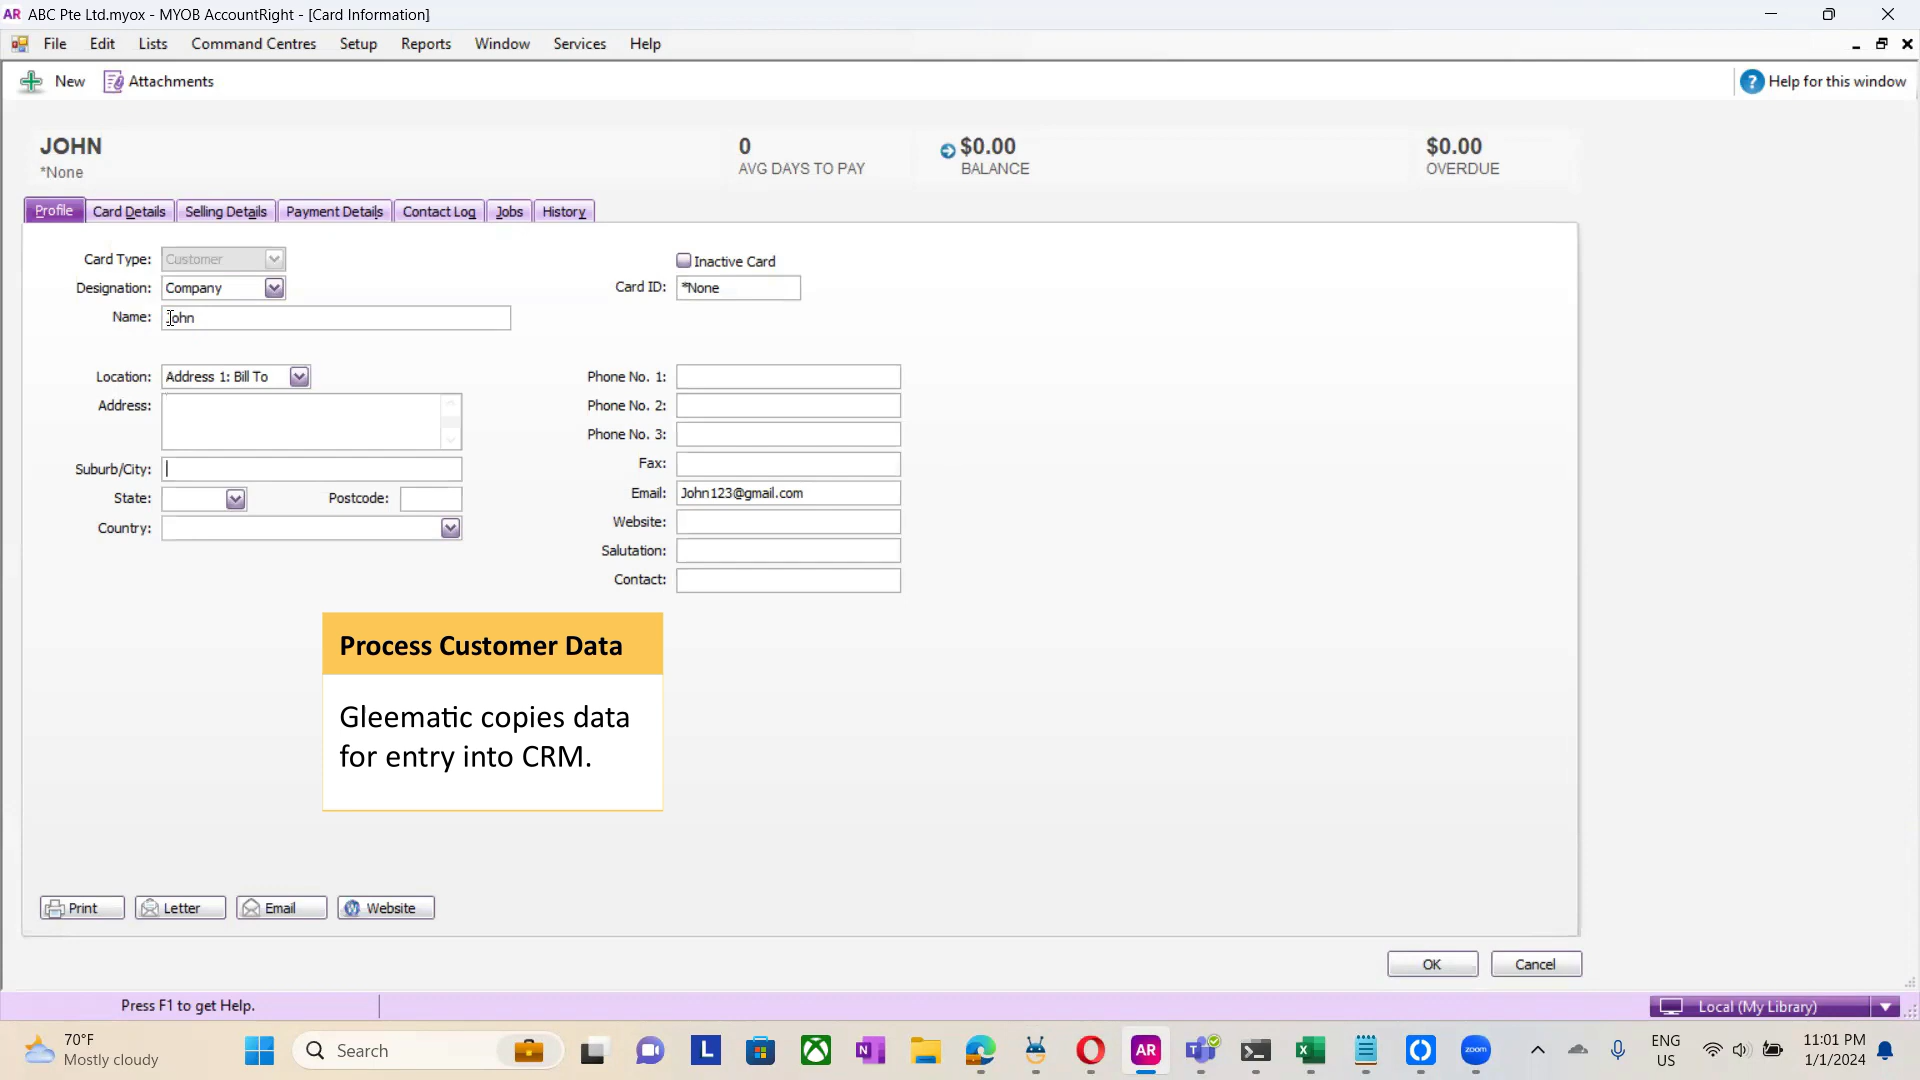 AR ABC Pte Ltd.myox - MYOB AccountRight - [Card Information]
File Edit Lists Command Centres Setup Reports Window Services Help
New Attachments ? Help for this window
JOHN
*None
0
AVG DAYS TO PAY
$0.00
BALANCE
$0.00
OVERDUE
Profile Card Details Selling Details Payment Details Contact Log Jobs History
Card Type: Customer
Inactive Card
Designation: Company
Card ID: *None
Name: John
Location: Address 1: Bill To
Phone No. 1:
Address:
Phone No. 2:
Phone No. 3:
Fax:
Suburb/City:
State: Postcode:
Email: John123@gmail.com
Country:
Website:
Salutation:
Contact:
Process Customer Data
Gleematic copies data
for entry into CRM.
Print Letter Email Website
OK Cancel
Press F1 to get Help.
Local (My Library)
70°F
Mostly cloudy
Search
L
N
AR
zoom
ENG
US
11:01 PM
1/1/2024